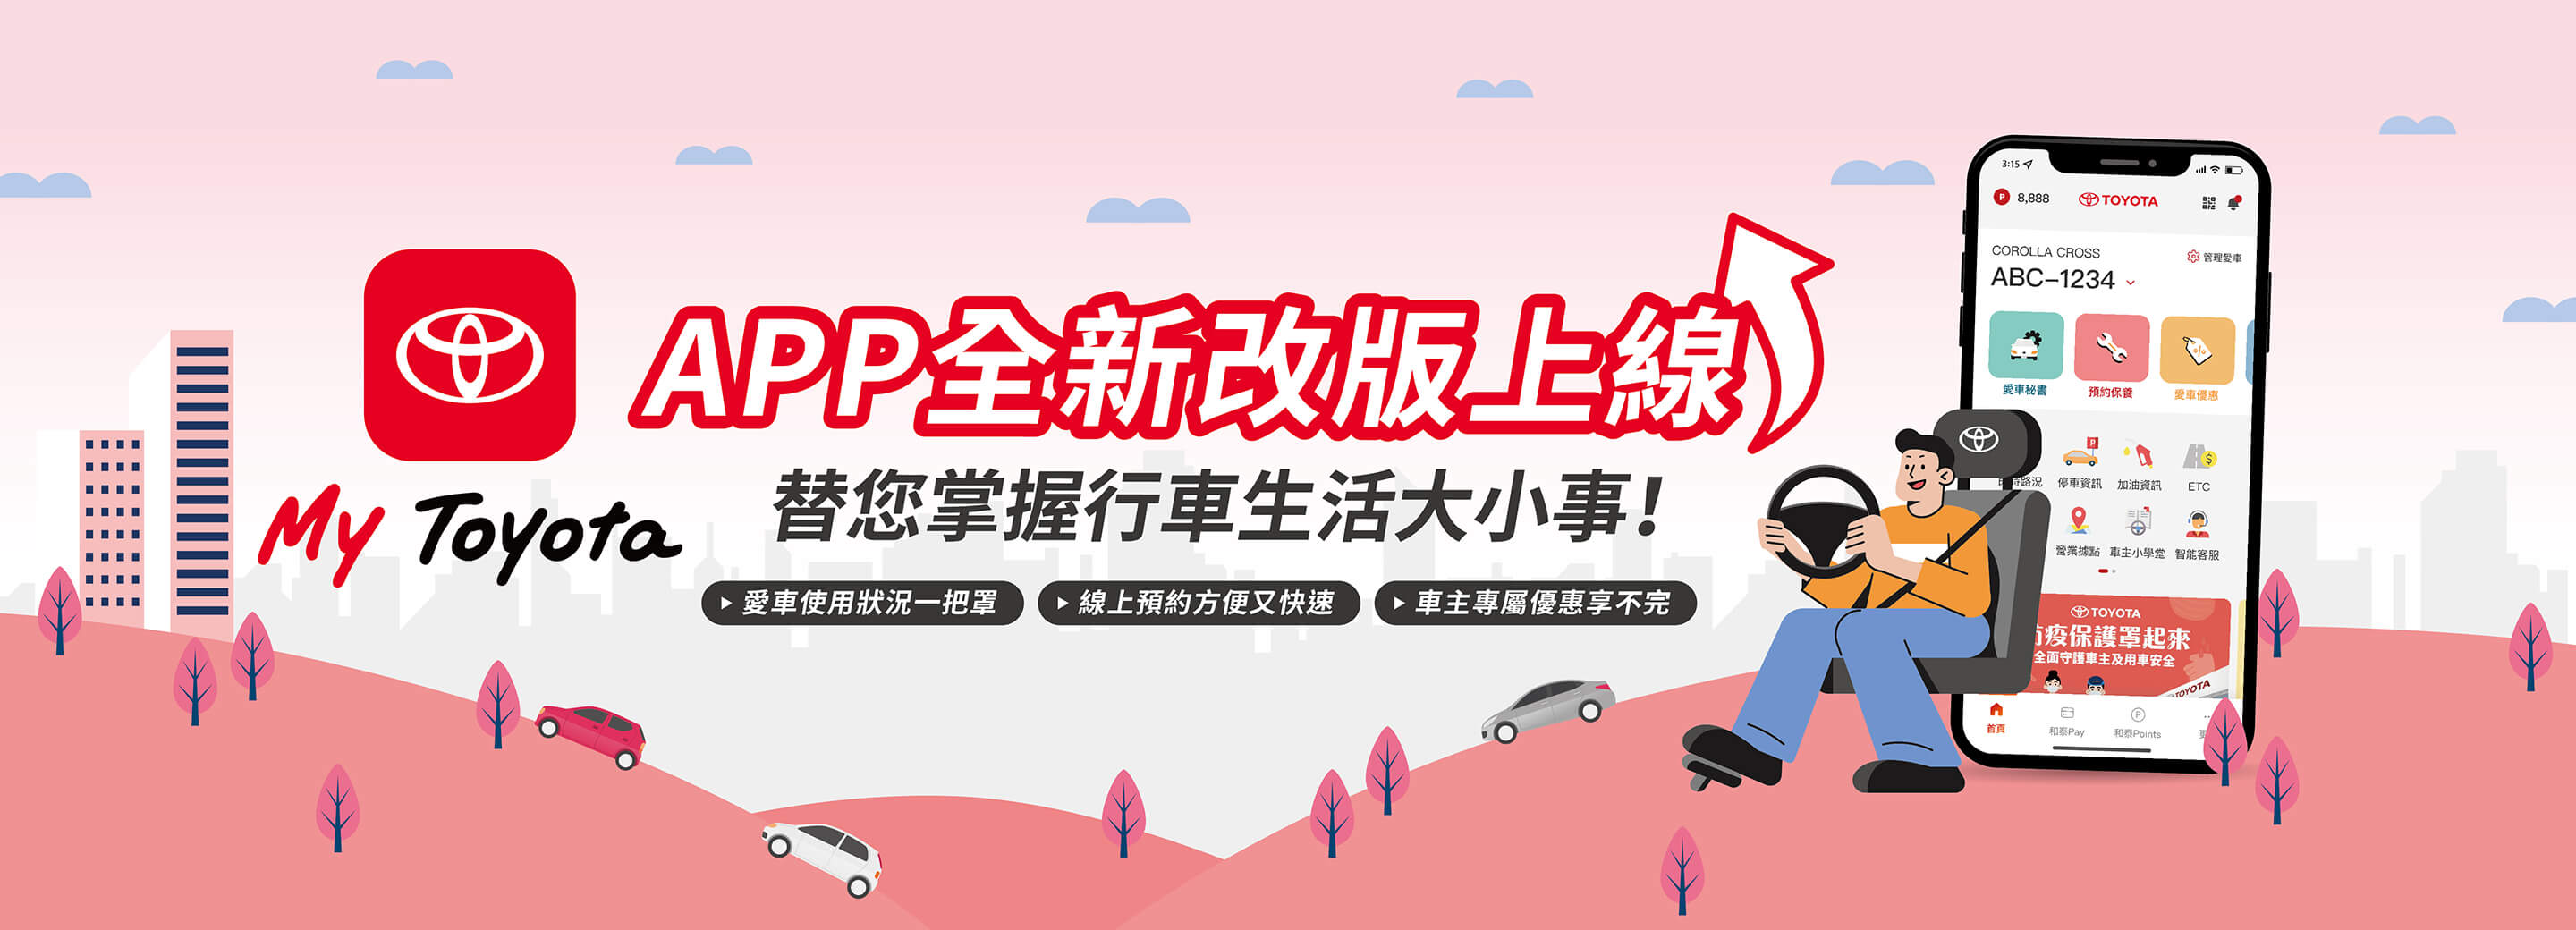 APP全新改版上線
My Toyota
替您掌握行車生活大小事!
愛車使用狀況一把罩
線上預約方便又快速
車主專屬優惠享不完
3:15
P 8,888 TOYOTA
COROLLA CROSS 管理愛車
ABC-1234
愛車秘書 預約保養 愛車優惠
時路況 停車資訊 加油資訊 ETC
營業據點 車主小學堂 智能客服
TOYOTA
疫保護罩起來
全面守護車主及用車安全
TOYOTA
首頁 和泰Pay 和泰Points